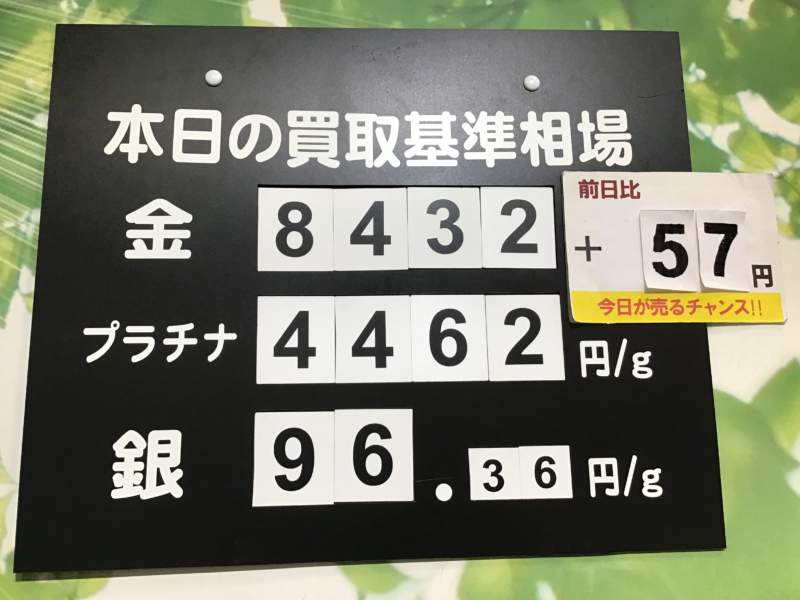 本日の買取基準相場
金 8432
前日比
+ 57円
今日が売るチャンス!!
プラチナ 4462 円/g
銀 96.36 円/g